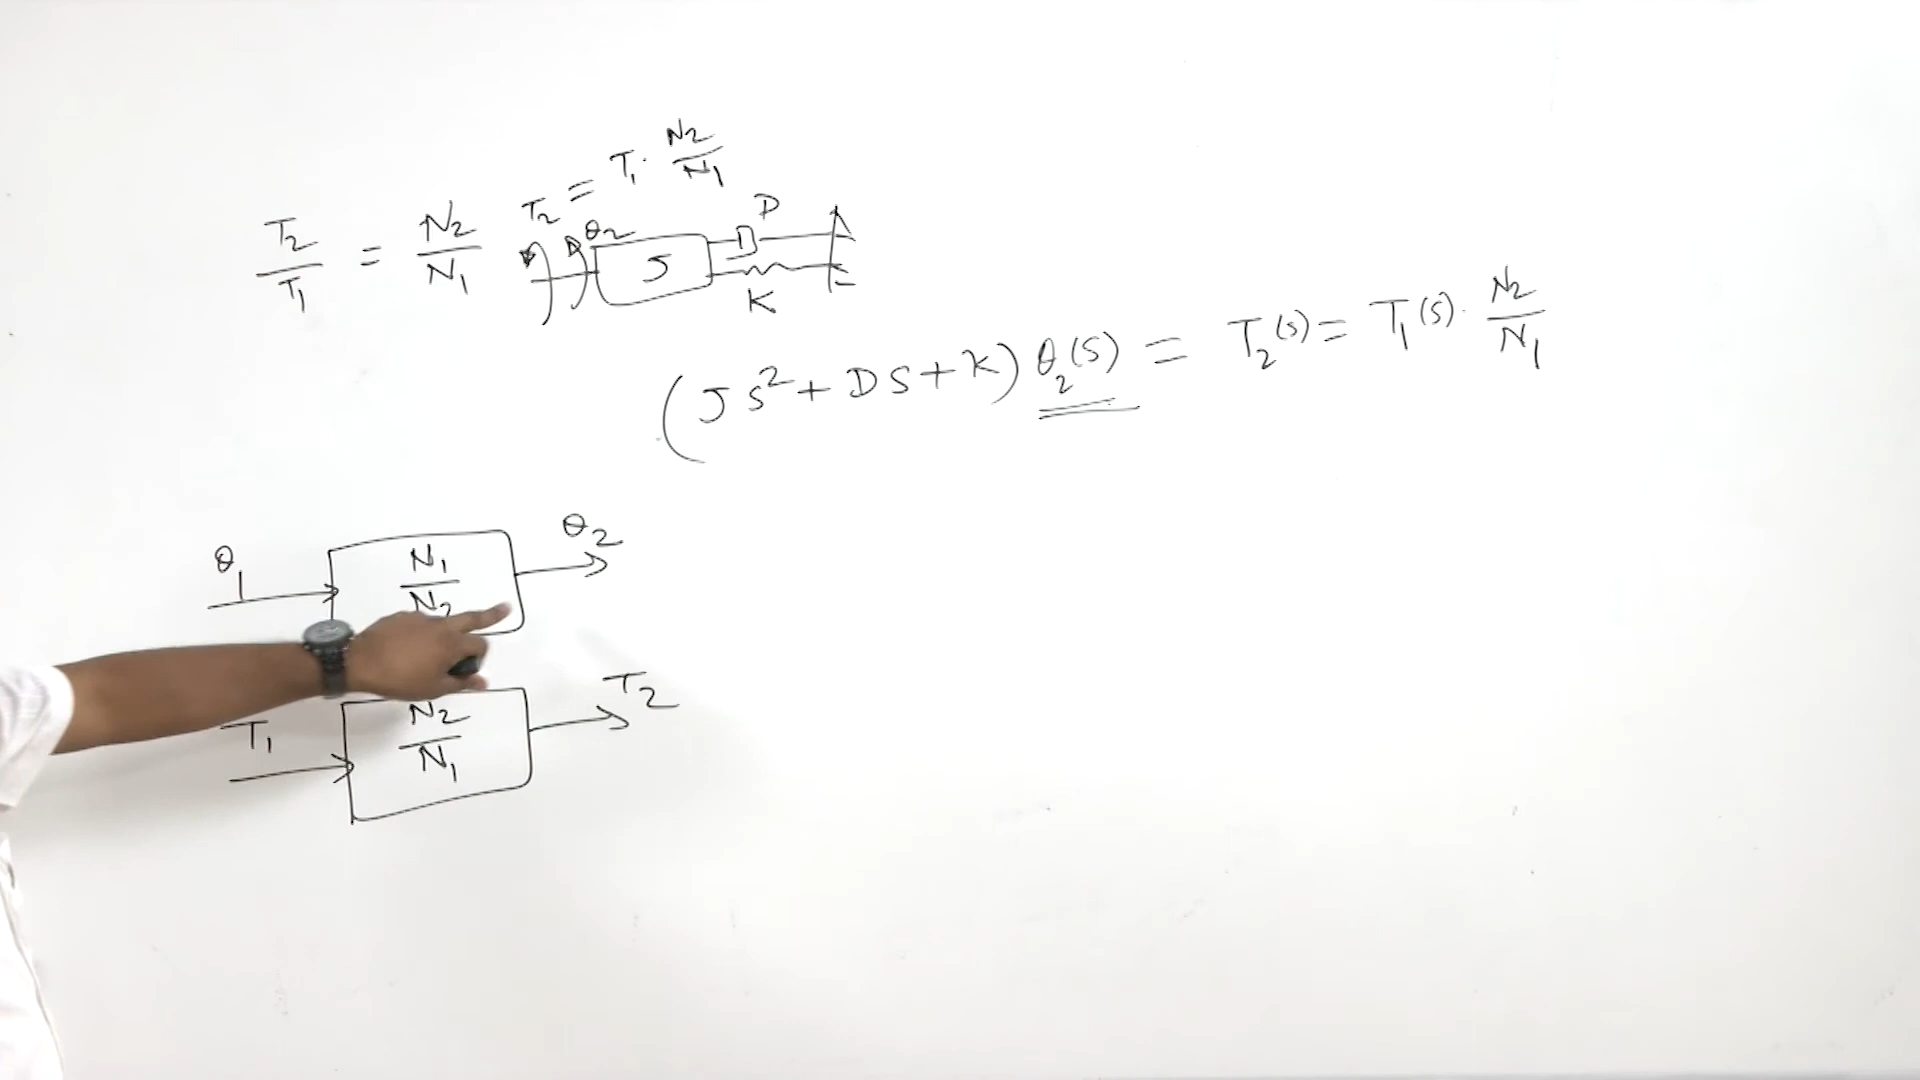 T2/T1 = N2/N1
T2 = T1 · N2/N1
θ2
J
D
K
(Js²+Ds+K) θ2(s) = T2(s) = T1(s) · N2/N1
θ1 N1/N2 θ2
T1 N2/N1 T2